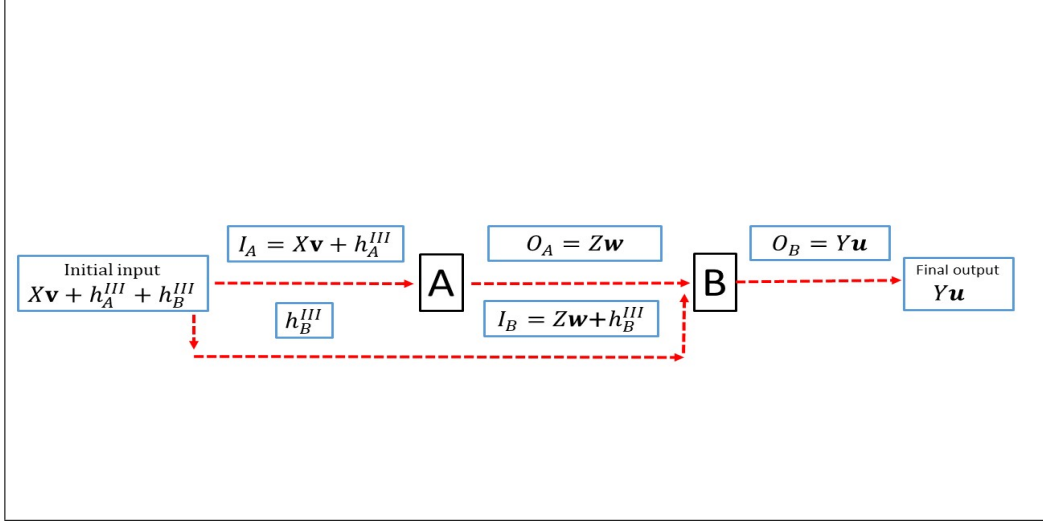 Initial input
X𝐯 + h_A^{III} + h_B^{III}
I_A = X𝐯 + h_A^{III}
h_B^{III}
A
O_A = Z𝒘
I_B = Z𝒘+h_B^{III}
B
O_B = Y𝒖
Final output
Y𝒖